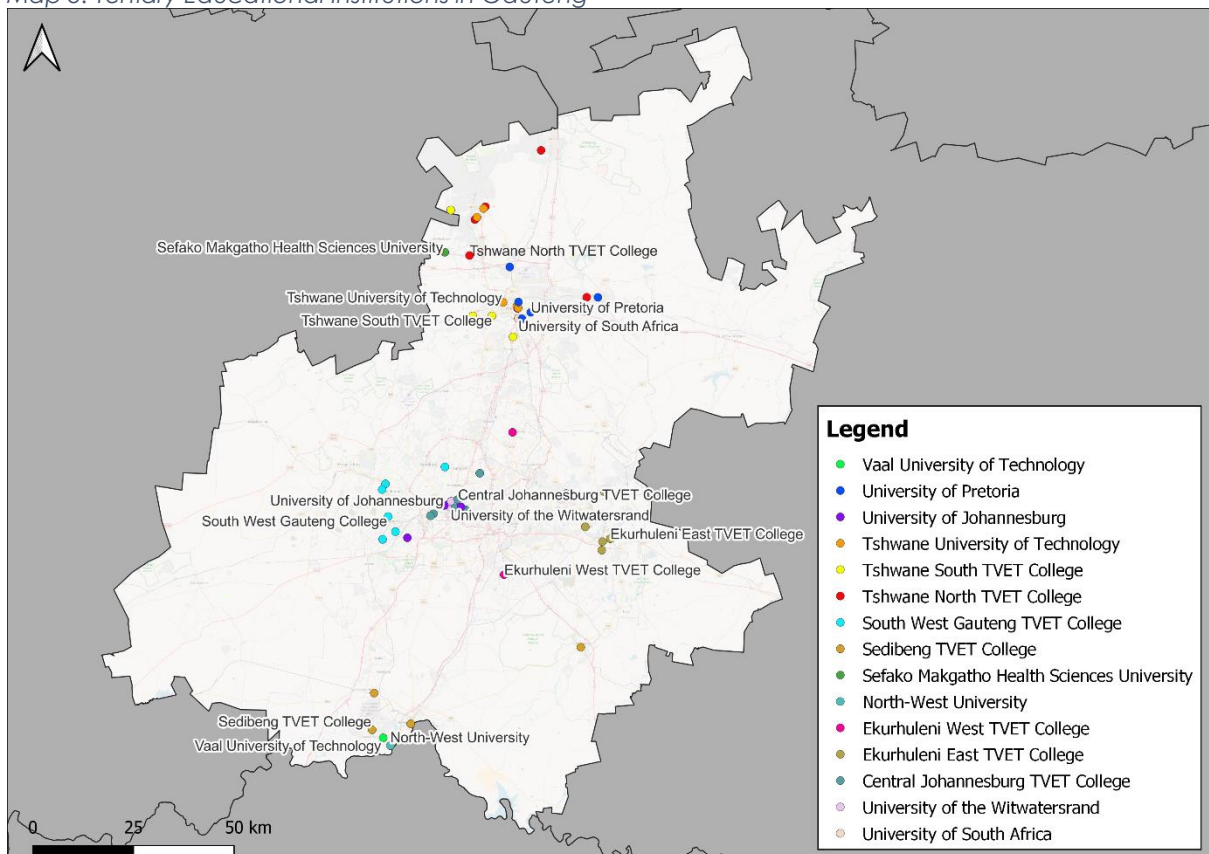 Map 3: Tertiary Educational Institutions in Gauteng
Sefako Makgatho Health Sciences University
Tshwane North TVET College
Tshwane University of Technology
University of Pretoria
Tshwane South TVET College
University of South Africa
University of Johannesburg
Central Johannesburg TVET College
South West Gauteng College
University of the Witwatersrand
Ekurhuleni East TVET College
Ekurhuleni West TVET College
Sedibeng TVET College
North-West University
Vaal University of Technology
0 25 50 km
Legend
Vaal University of Technology
University of Pretoria
University of Johannesburg
Tshwane University of Technology
Tshwane South TVET College
Tshwane North TVET College
South West Gauteng TVET College
Sedibeng TVET College
Sefako Makgatho Health Sciences University
North-West University
Ekurhuleni West TVET College
Ekurhuleni East TVET College
Central Johannesburg TVET College
University of the Witwatersrand
University of South Africa